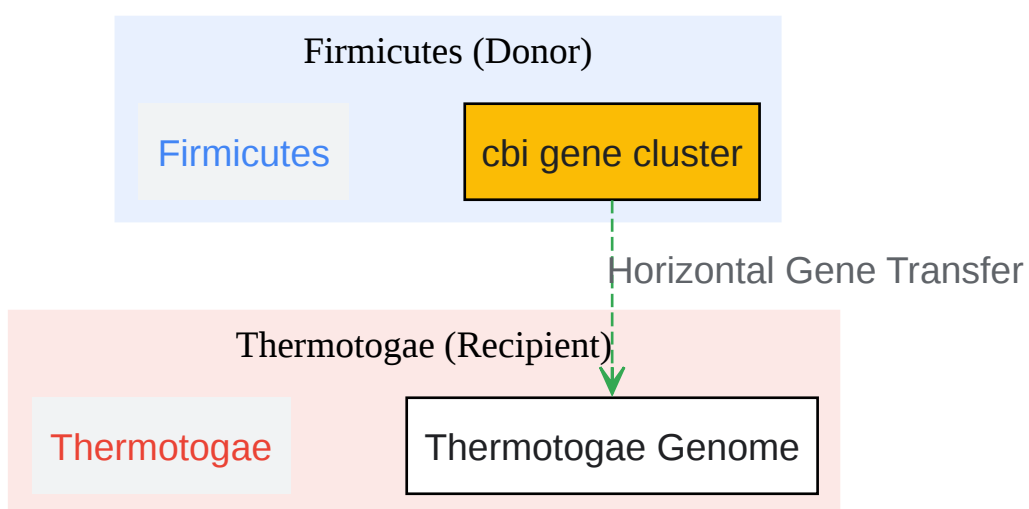 Firmicutes (Donor)
Firmicutes
cbi gene cluster
Horizontal Gene Transfer
Thermotogae (Recipient)
Thermotogae
Thermotogae Genome